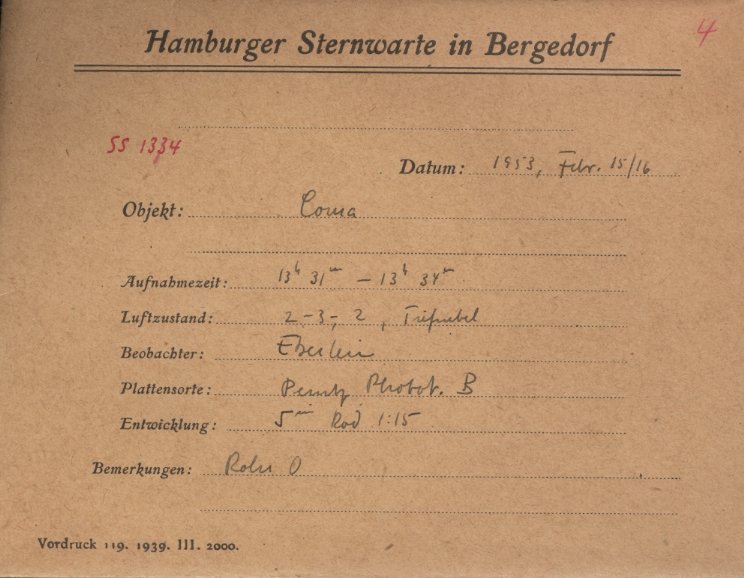 Hamburger Sternwarte in Bergedorf
4
SS 1334
Datum: 1953, Febr. 15/16
Objekt: Coma
Aufnahmezeit: 13h 31m – 13h 34m
Luftzustand: 2-3, 2,
Beobachter: Eberlein
Plattensorte: Perutz B
Entwicklung: 5m Rod 1:15
Bemerkungen: Rohr O
Vordruck 119. 1939. III. 2000.